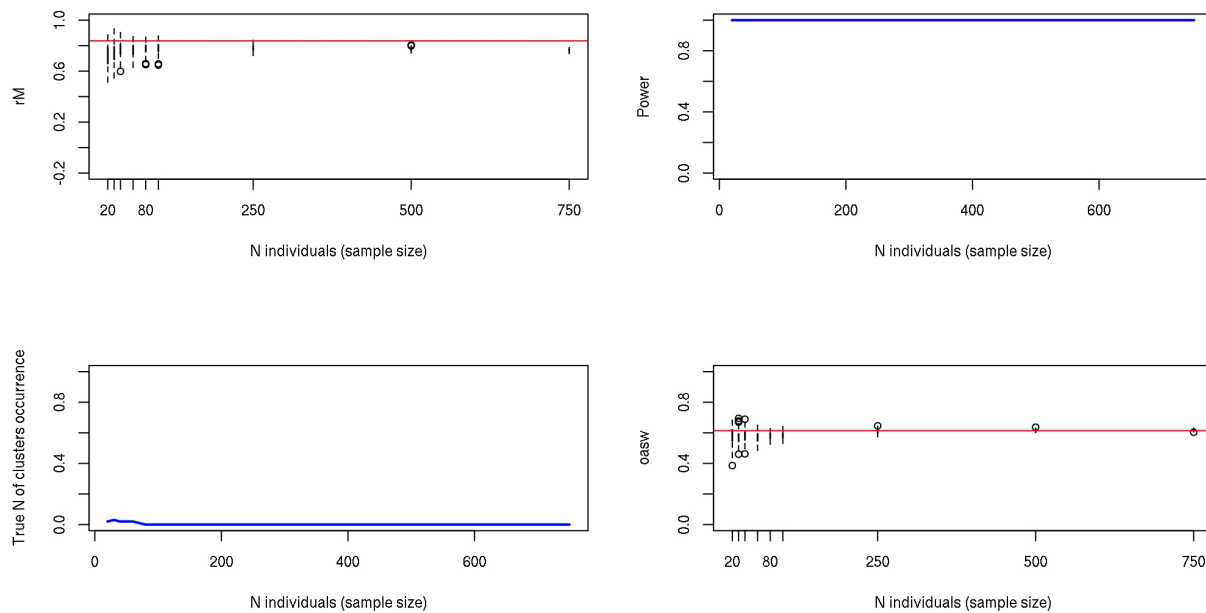 rM
-0.2 0.2 0.6 1.0
20 80 250 500 750
N individuals (sample size)
Power
0.0 0.4 0.8
0 200 400 600
N individuals (sample size)
True N of clusters occurrence
0.0 0.4 0.8
0 200 400 600
N individuals (sample size)
oasw
0.0 0.4 0.8
20 80 250 500 750
N individuals (sample size)